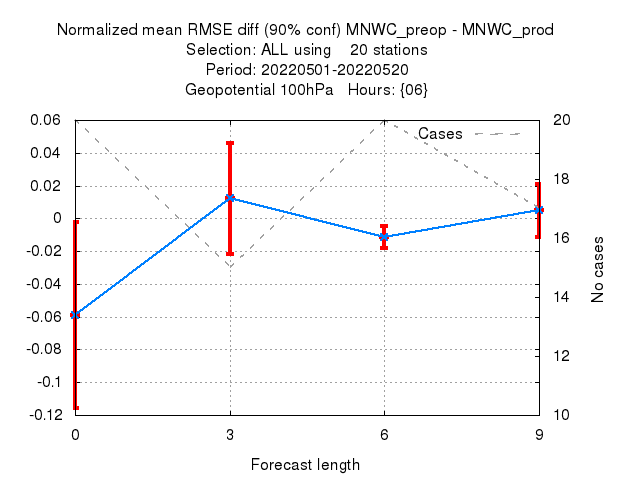 Normalized mean RMSE diff (90% conf) MNWC_preop - MNWC_prod
Selection: ALL using    20 stations
Period: 20220501-20220520
Geopotential 100hPa   Hours: {06}
Cases
0.06
0.04
0.02
0
-0.02
-0.04
-0.06
-0.08
-0.1
-0.12
20
18
16
14
12
10
No cases
0 3 6 9
Forecast length